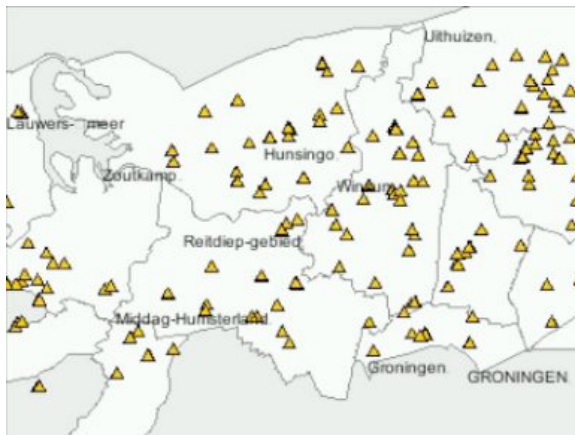 Uithuizen
Lauwers- meer
Hunsingo
Zoutkamp
Winsum
Reitdiep-gebied
Middag-Humsterland
Groningen
GRONINGEN